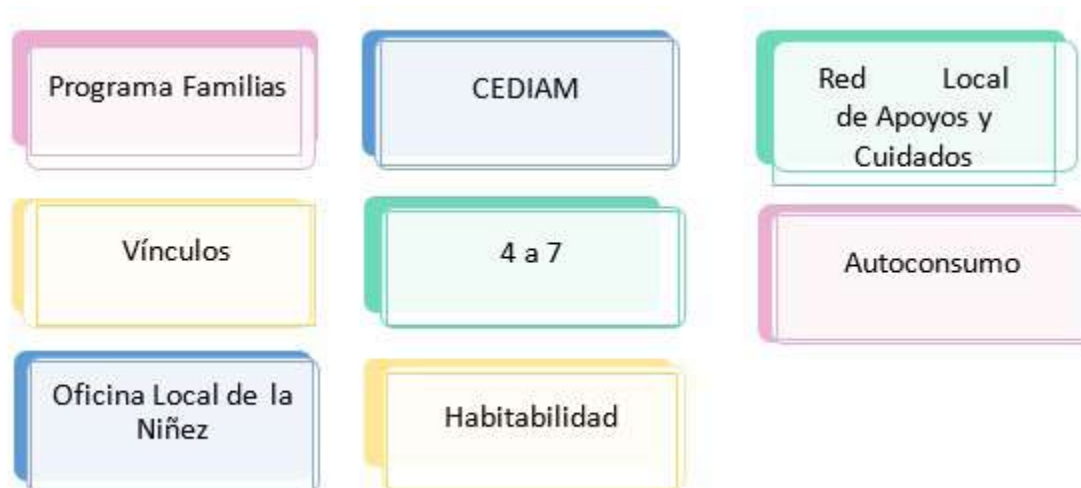 Programa Familias
CEDIAM
Red Local
de Apoyos y
Cuidados
Vínculos
4 a 7
Autoconsumo
Oficina Local de la
Niñez
Habitabilidad